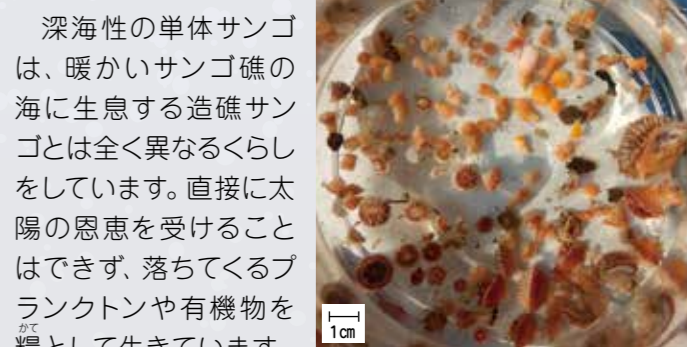 深海性の単体サンゴ
は、暖かいサンゴ礁の
海に生息する造礁サン
ゴとは全く異なるくらし
をしています。直接に太
陽の恩恵を受けること
はできず、落ちてくるプ
ランクトンや有機物を
かて
糧として生きています。
1cm